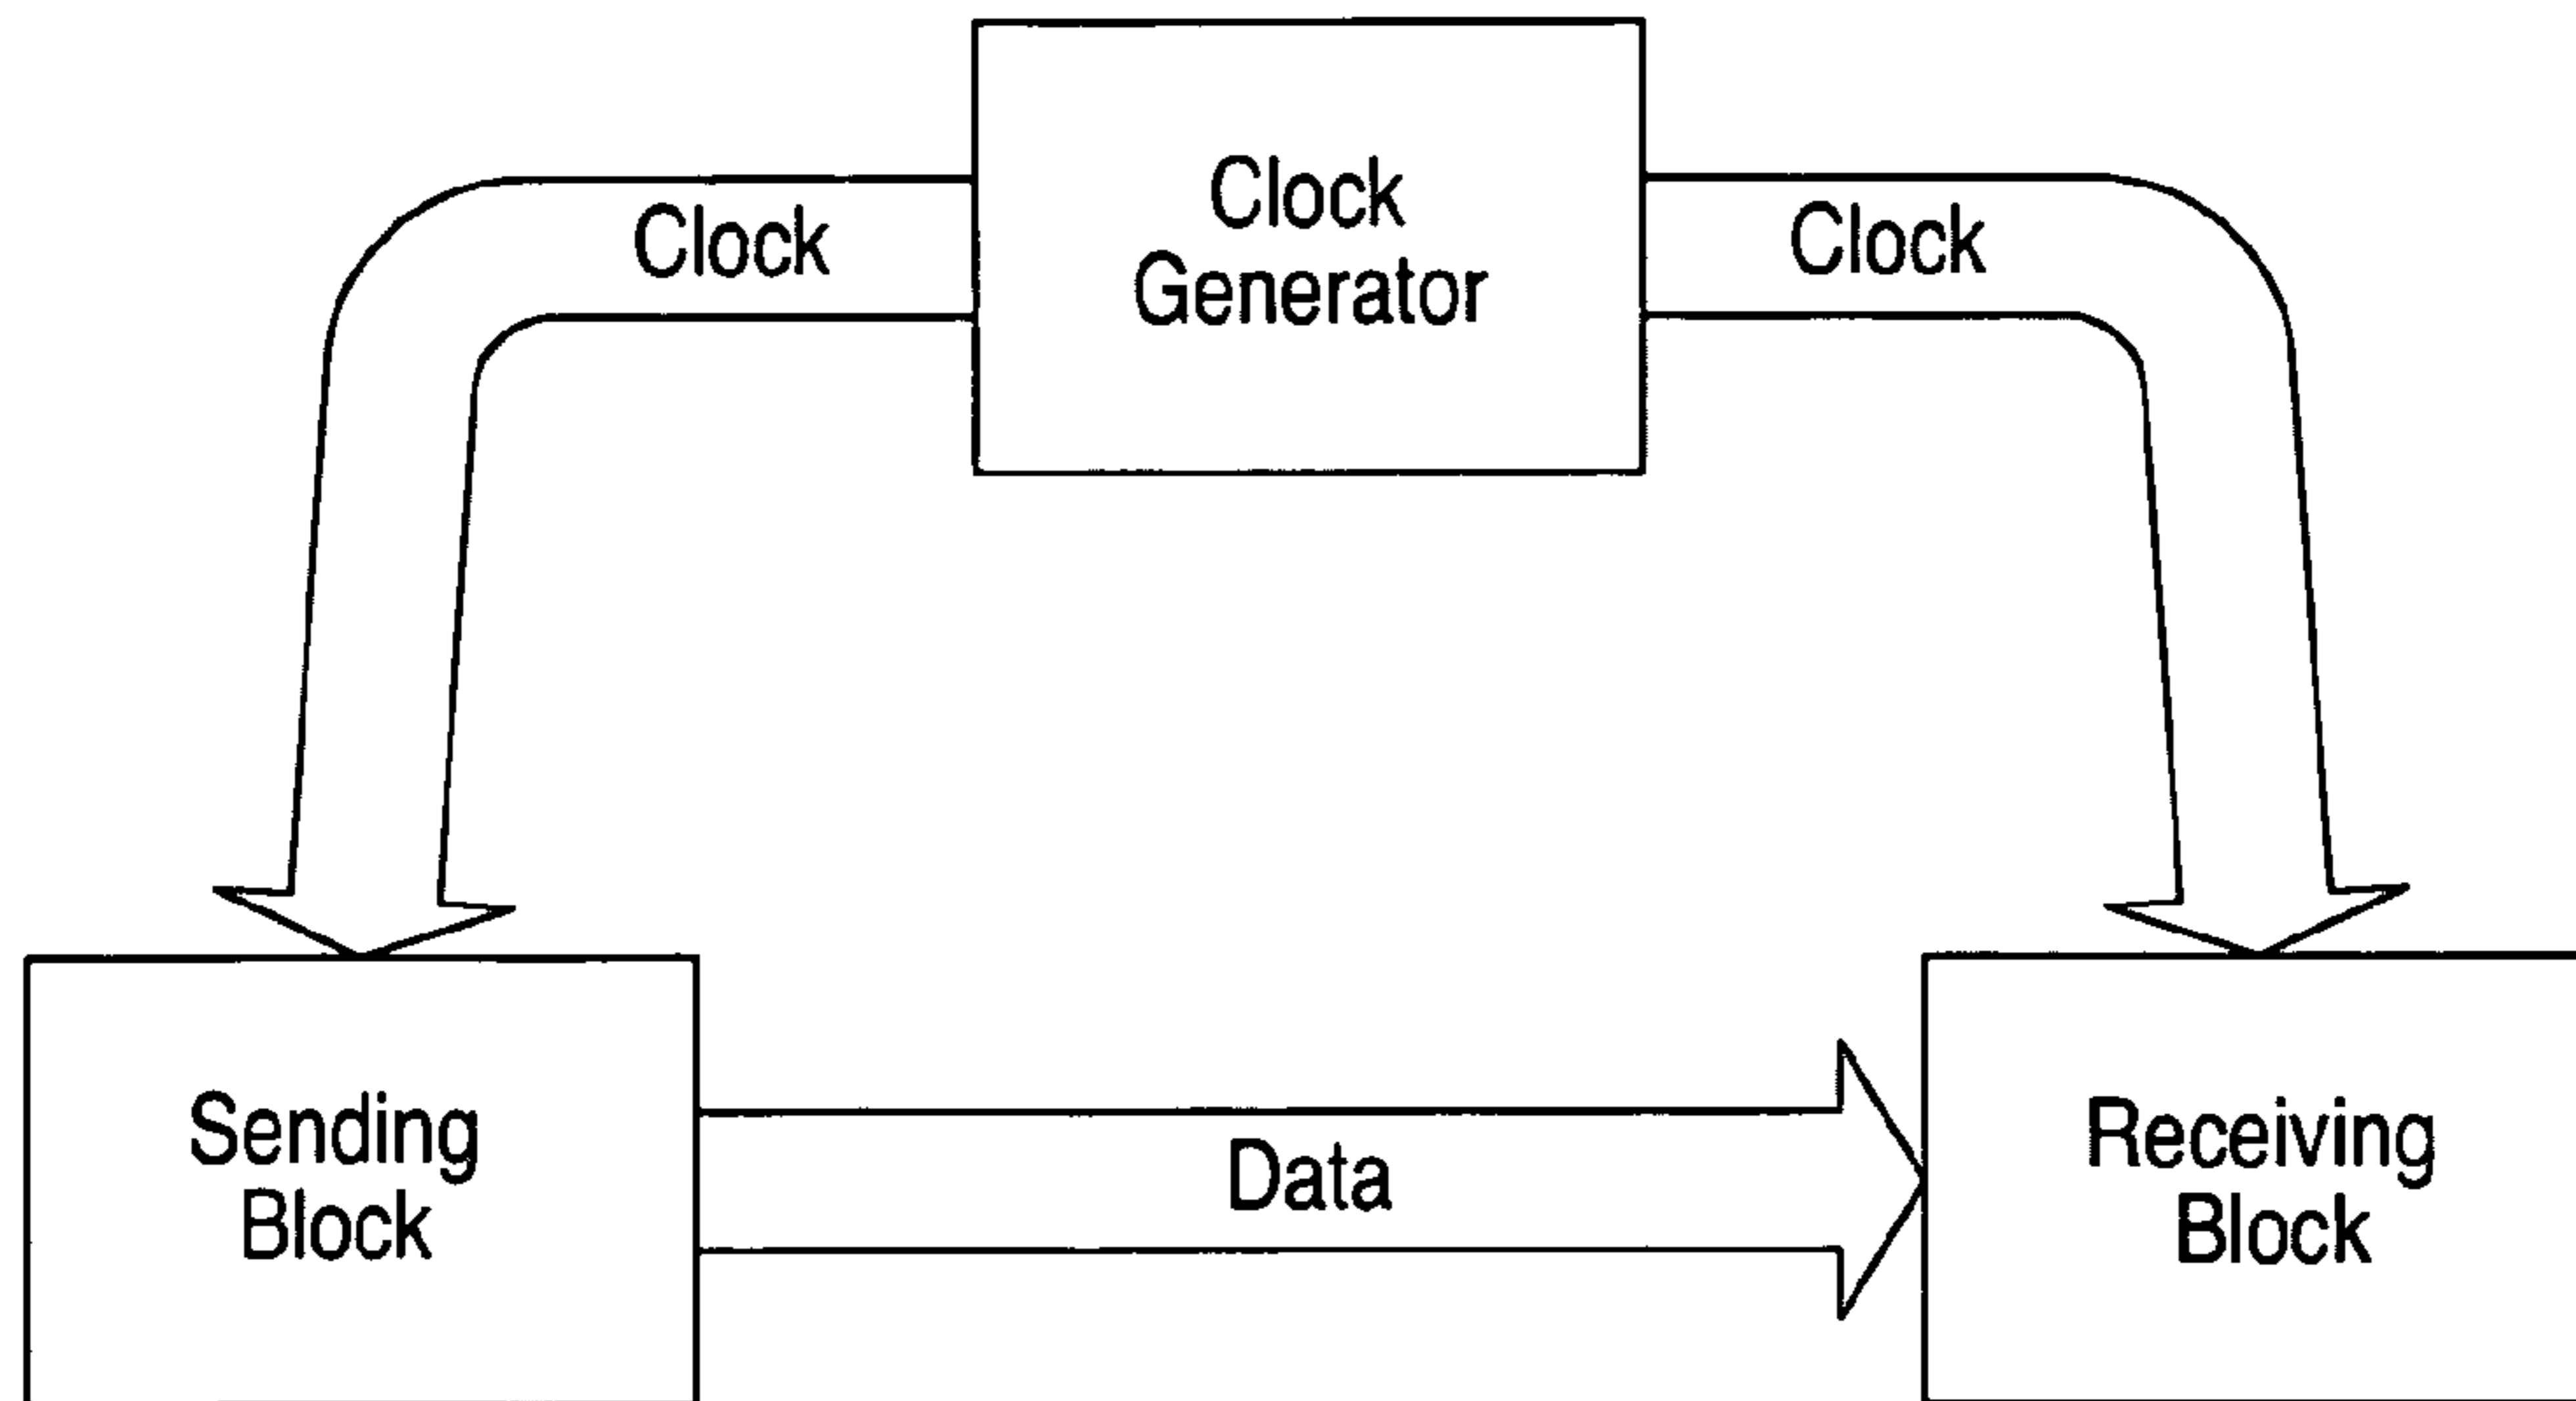 Clock
Generator
Clock
Clock
Sending
Block
Data
Receiving
Block